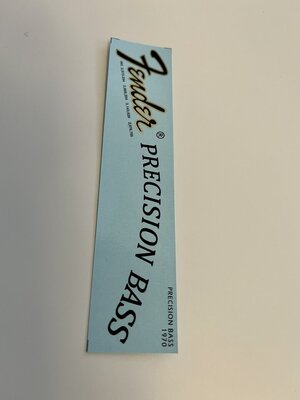 Fender
® PRECISION BASS
PRECISION BASS
1970